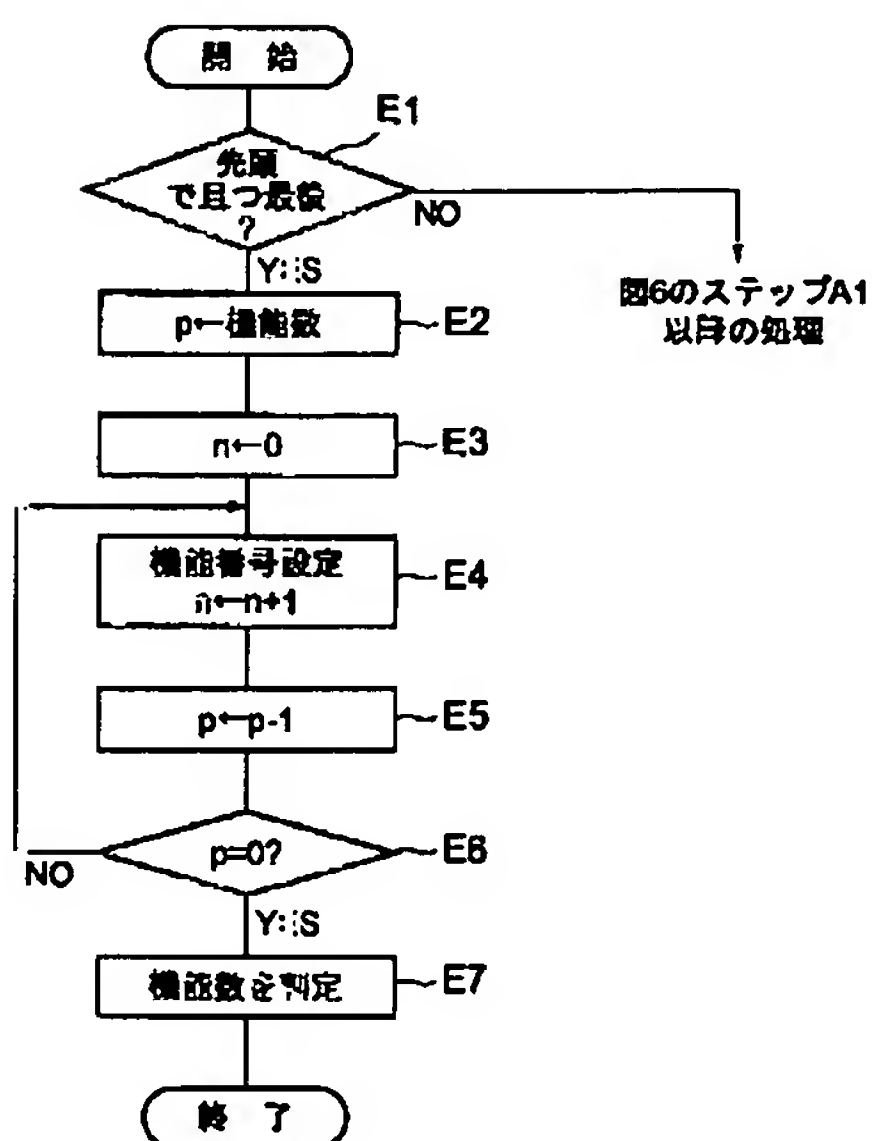 開 始
E1
先頭
で且つ最後
?
NO
YES
図6のステップA1
以降の処理
p←機能数
E2
n←0
E3
機能番号設定
n←n+1
E4
p←p-1
E5
p=0?
E6
NO
YES
機能数を判定
E7
終 了